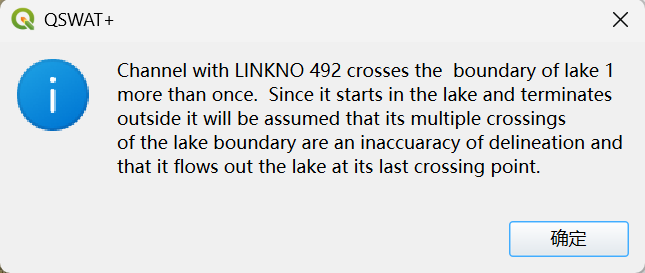 QSWAT+
Channel with LINKNO 492 crosses the  boundary of lake 1
more than once.  Since it starts in the lake and terminates
outside it will be assumed that its multiple crossings
of the lake boundary are an inaccuaracy of delineation and
that it flows out the lake at its last crossing point.
确定